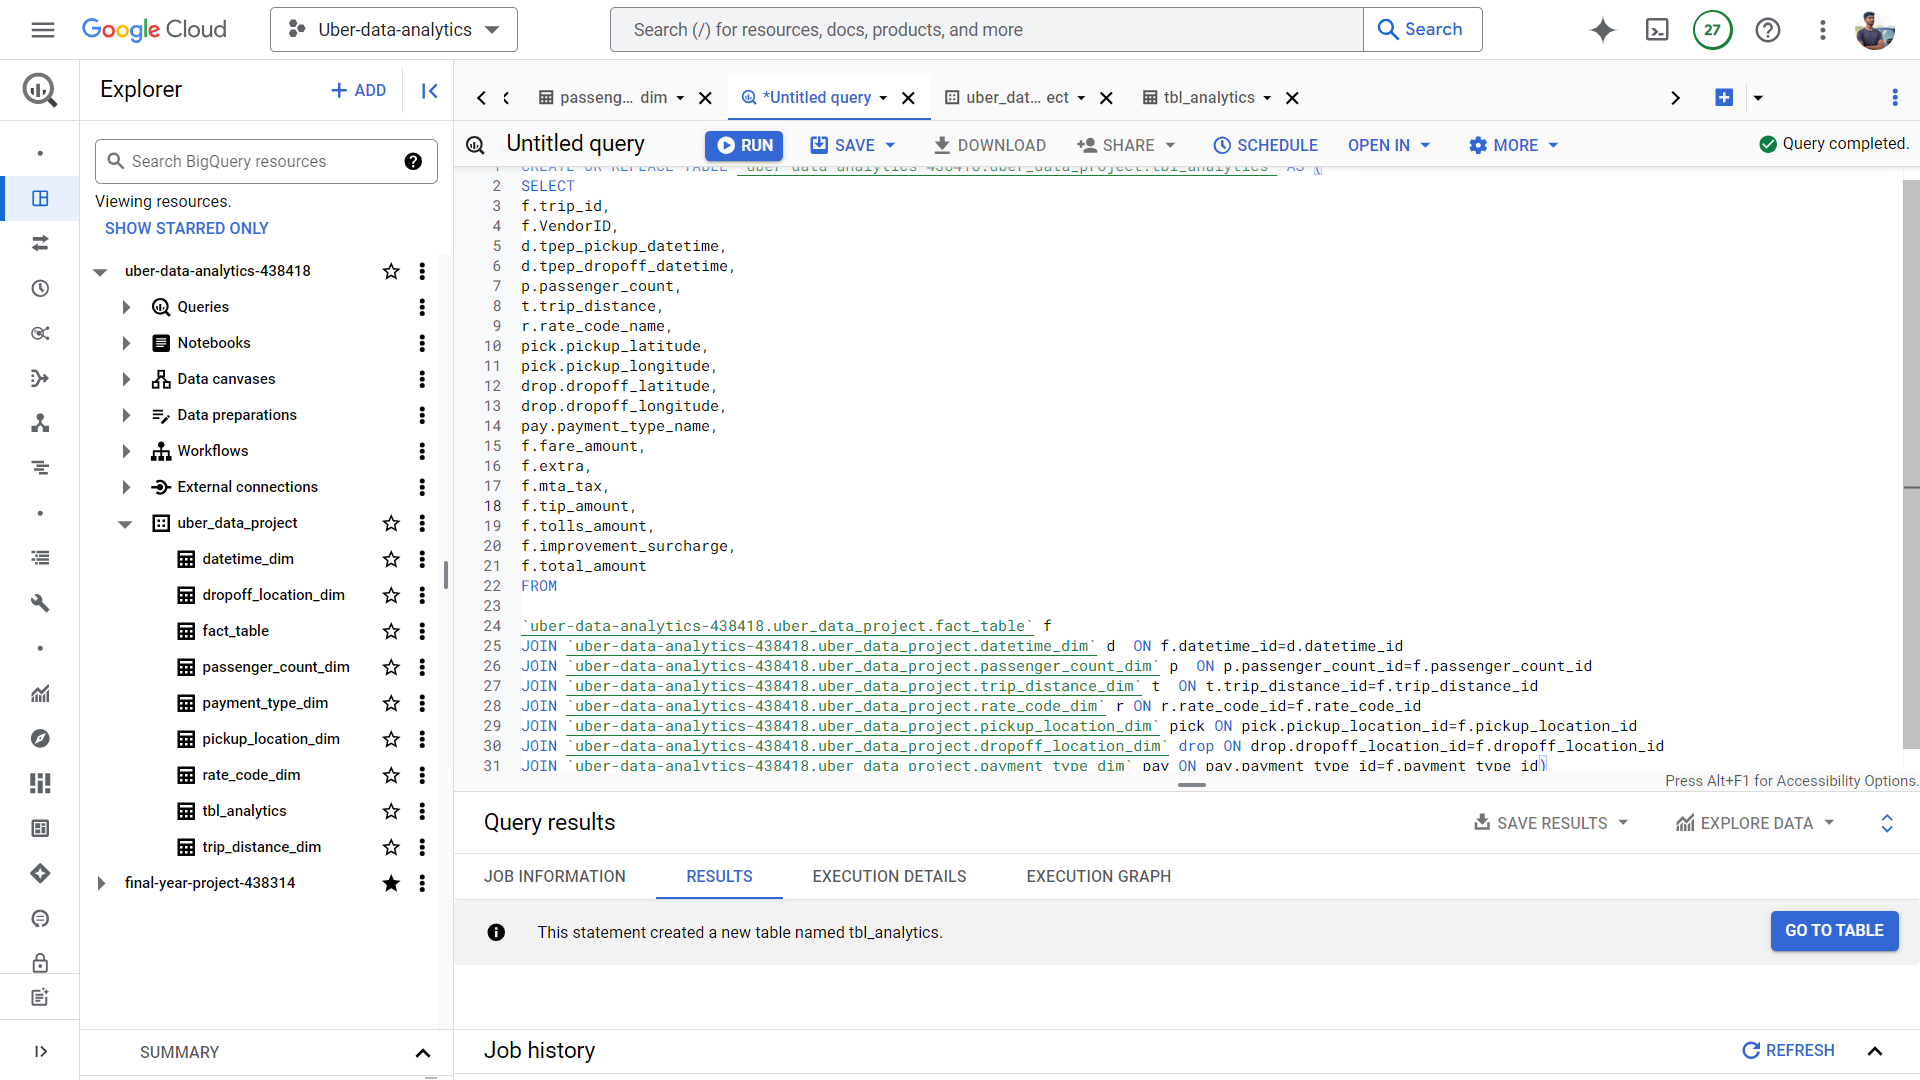 Google Cloud
Uber-data-analytics
Search (/) for resources, docs, products, and more
Search
27
Explorer
ADD
passeng... dim
*Untitled query
uber_dat... ect
tbl_analytics
Untitled query
RUN
SAVE
DOWNLOAD
SHARE
SCHEDULE
OPEN IN
MORE
Query completed.
Search BigQuery resources
Viewing resources.
SHOW STARRED ONLY
uber-data-analytics-438418
Queries
Notebooks
Data canvases
Data preparations
Workflows
External connections
uber_data_project
datetime_dim
dropoff_location_dim
fact_table
passenger_count_dim
payment_type_dim
pickup_location_dim
rate_code_dim
tbl_analytics
trip_distance_dim
final-year-project-438314
SUMMARY
1 CREATE OR REPLACE TABLE `uber-data-analytics-438418.uber_data_project.tbl_analytics` AS (
2 SELECT
3 f.trip_id,
4 f.VendorID,
5 d.tpep_pickup_datetime,
6 d.tpep_dropoff_datetime,
7 p.passenger_count,
8 t.trip_distance,
9 r.rate_code_name,
10 pick.pickup_latitude,
11 pick.pickup_longitude,
12 drop.dropoff_latitude,
13 drop.dropoff_longitude,
14 pay.payment_type_name,
15 f.fare_amount,
16 f.extra,
17 f.mta_tax,
18 f.tip_amount,
19 f.tolls_amount,
20 f.improvement_surcharge,
21 f.total_amount
22 FROM
23
24 `uber-data-analytics-438418.uber_data_project.fact_table` f
25 JOIN `uber-data-analytics-438418.uber_data_project.datetime_dim` d  ON f.datetime_id=d.datetime_id
26 JOIN `uber-data-analytics-438418.uber_data_project.passenger_count_dim` p  ON p.passenger_count_id=f.passenger_count_id
27 JOIN `uber-data-analytics-438418.uber_data_project.trip_distance_dim` t  ON t.trip_distance_id=f.trip_distance_id
28 JOIN `uber-data-analytics-438418.uber_data_project.rate_code_dim` r ON r.rate_code_id=f.rate_code_id
29 JOIN `uber-data-analytics-438418.uber_data_project.pickup_location_dim` pick ON pick.pickup_location_id=f.pickup_location_id
30 JOIN `uber-data-analytics-438418.uber_data_project.dropoff_location_dim` drop ON drop.dropoff_location_id=f.dropoff_location_id
31 JOIN `uber-data-analytics-438418.uber_data_project.payment_type_dim` pay ON pay.payment_type_id=f.payment_type_id)
Press Alt+F1 for Accessibility Options.
Query results
SAVE RESULTS
EXPLORE DATA
JOB INFORMATION
RESULTS
EXECUTION DETAILS
EXECUTION GRAPH
This statement created a new table named tbl_analytics.
GO TO TABLE
Job history
REFRESH